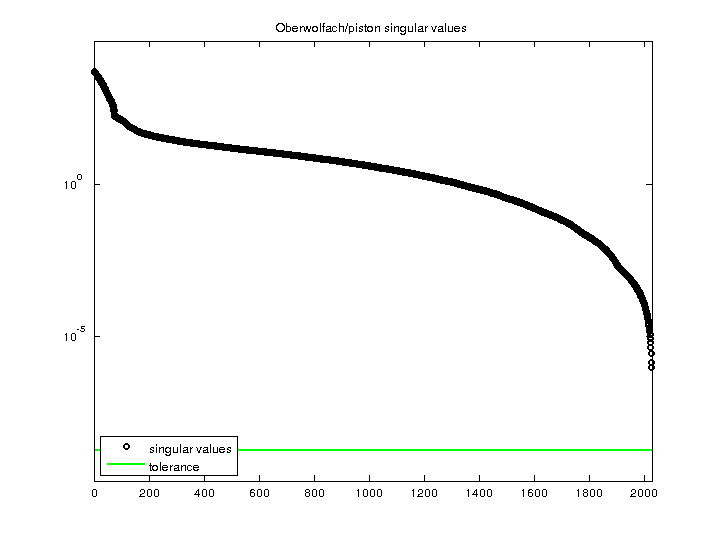 Oberwolfach/piston singular values
10^0
10^-5
singular values
tolerance
0 200 400 600 800 1000 1200 1400 1600 1800 2000